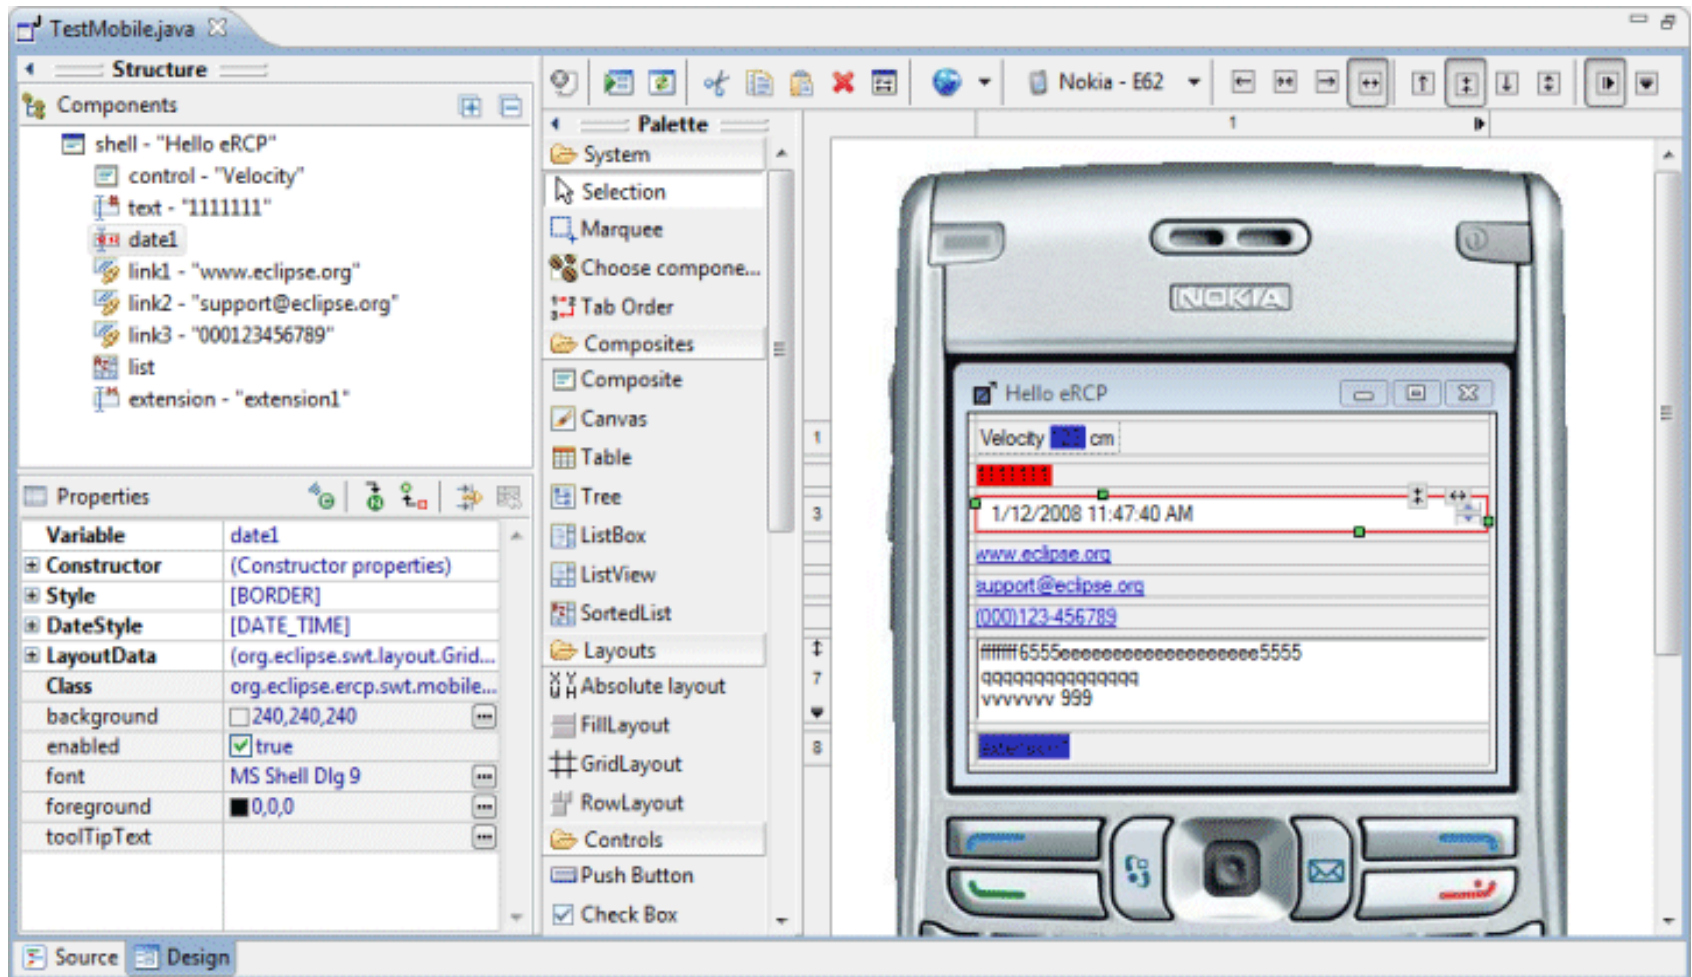 TestMobile.java
Structure
Components
shell - "Hello eRCP"
control - "Velocity"
text - "1111111"
date1
link1 - "www.eclipse.org"
link2 - "support@eclipse.org"
link3 - "000123456789"
list
extension - "extension1"
Properties
Variable date1
Constructor (Constructor properties)
Style [BORDER]
DateStyle [DATE_TIME]
LayoutData (org.eclipse.swt.layout.Grid...
Class org.eclipse.ercp.swt.mobile...
background 240,240,240
enabled true
font MS Shell Dlg 9
foreground 0,0,0
toolTipText
Source
Design
Nokia - E62
Palette
System
Selection
Marquee
Choose compone...
Tab Order
Composites
Composite
Canvas
Table
Tree
ListBox
ListView
SortedList
Layouts
Absolute layout
FillLayout
GridLayout
RowLayout
Controls
Push Button
Check Box
1
1
3
7
8
NOKIA
Hello eRCP
Velocity cm
1111111
1/12/2008 11:47:40 AM
www.eclipse.org
support@eclipse.org
(000)123-456789
qqqqqqqqqqqqqqq
vvvvvvv 999
extension1